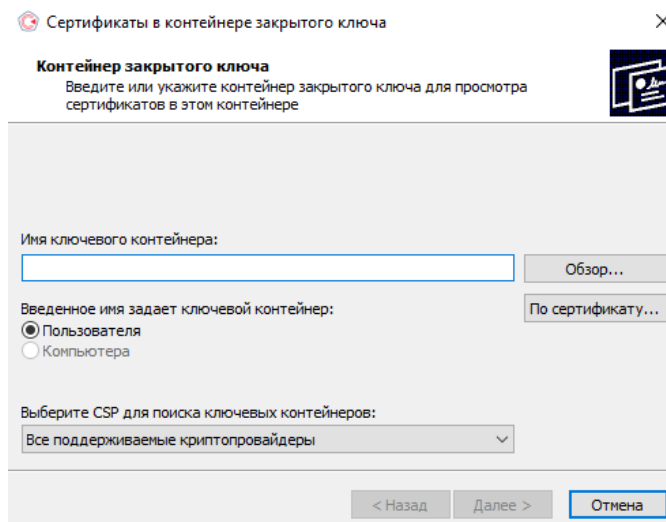 Сертификаты в контейнере закрытого ключа
Контейнер закрытого ключа
Введите или укажите контейнер закрытого ключа для просмотра
сертификатов в этом контейнере
Имя ключевого контейнера:
Обзор...
Введенное имя задает ключевой контейнер:
По сертификату...
Пользователя
Компьютера
Выберите CSP для поиска ключевых контейнеров:
Все поддерживаемые криптопровайдеры
< Назад
Далее >
Отмена